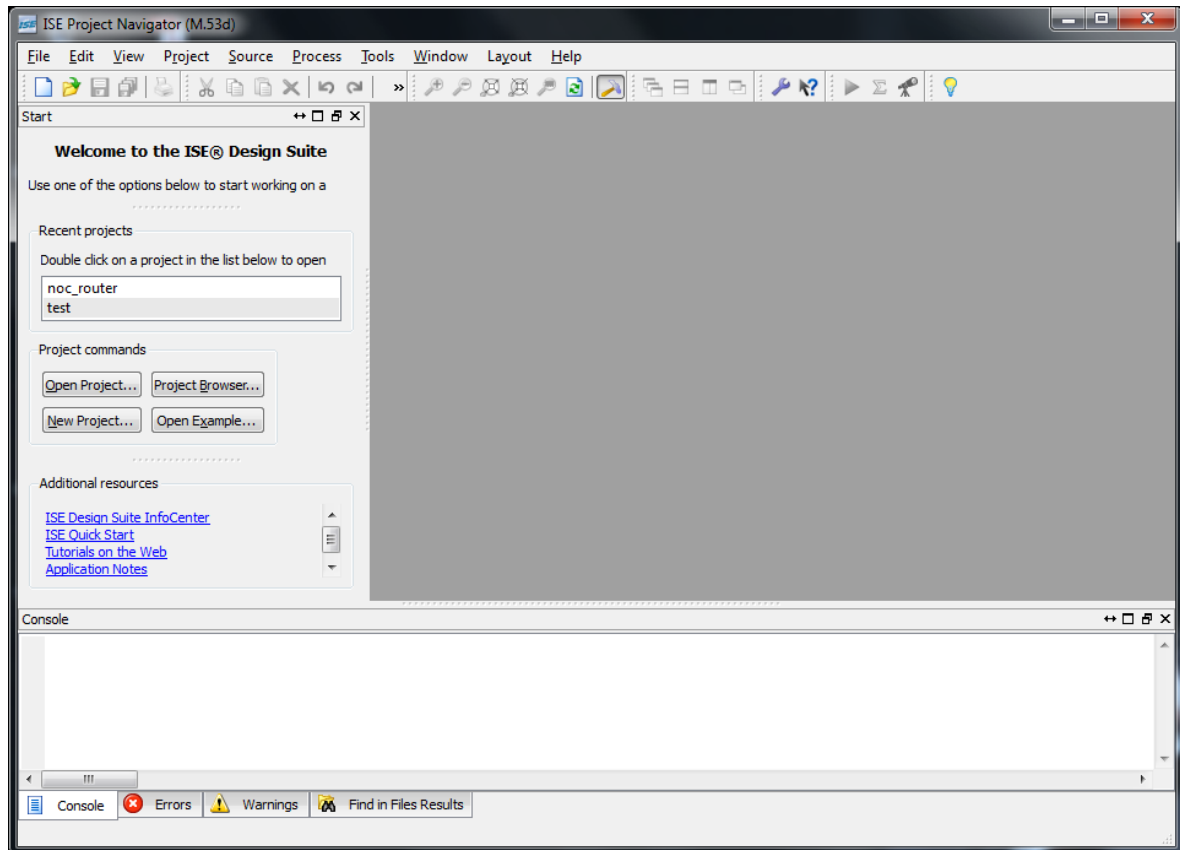 ISE ISE Project Navigator (M.53d)
File Edit View Project Source Process Tools Window Layout Help
»
Start
Welcome to the ISE® Design Suite
Use one of the options below to start working on a
Recent projects
Double click on a project in the list below to open
noc_router
test
Project commands
Open Project... Project Browser...
New Project... Open Example...
Additional resources
ISE Design Suite InfoCenter
ISE Quick Start
Tutorials on the Web
Application Notes
Console
Console Errors Warnings Find in Files Results